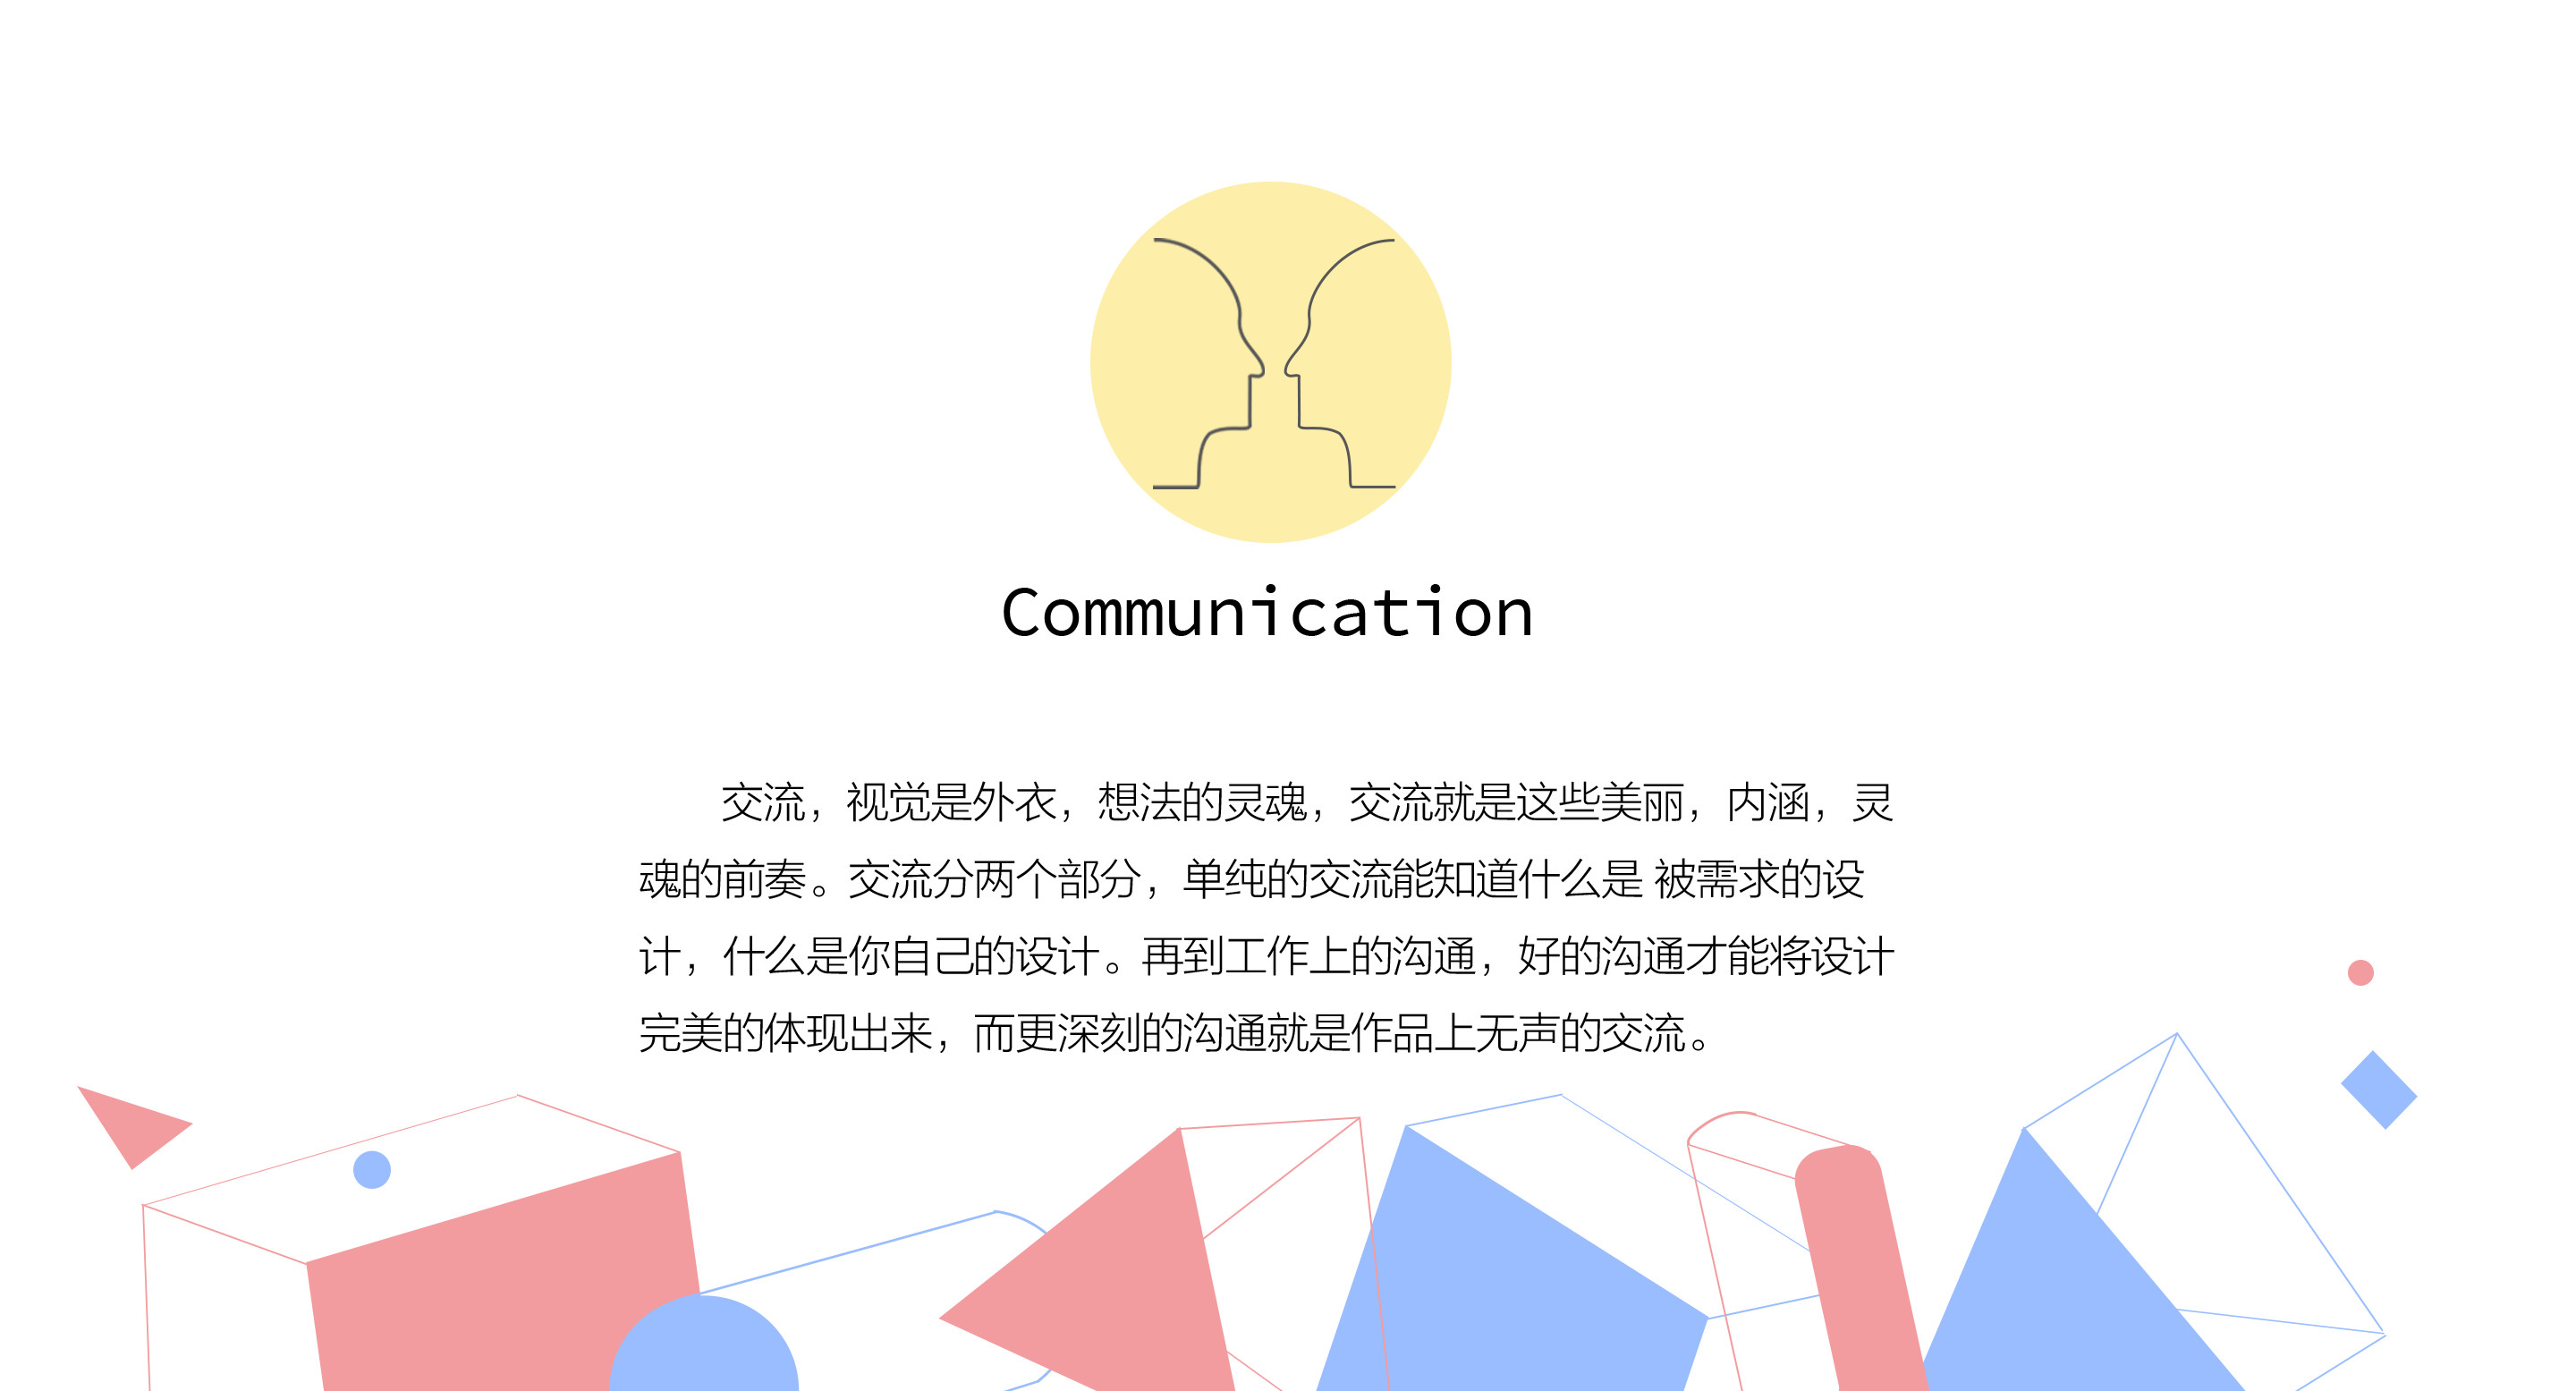 Communication
交流，视觉是外衣，想法的灵魂，交流就是这些美丽，内涵，灵
魂的前奏。交流分两个部分，单纯的交流能知道什么是 被需求的设
计，什么是你自己的设计。再到工作上的沟通，好的沟通才能将设计
完美的体现出来，而更深刻的沟通就是作品上无声的交流。